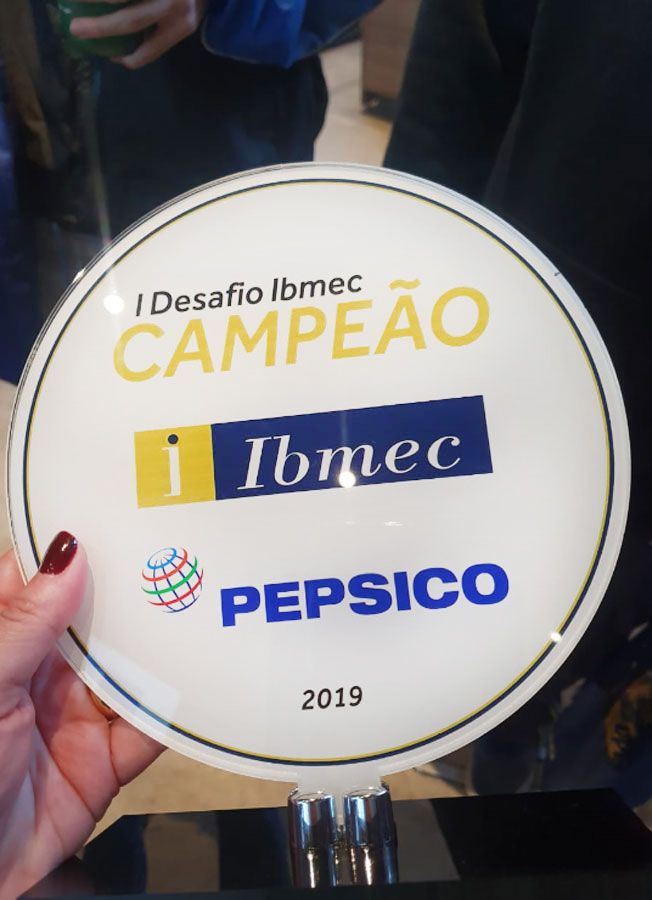 I Desafio Ibmec
CAMPEÃO
i Ibmec
PEPSICO
2019